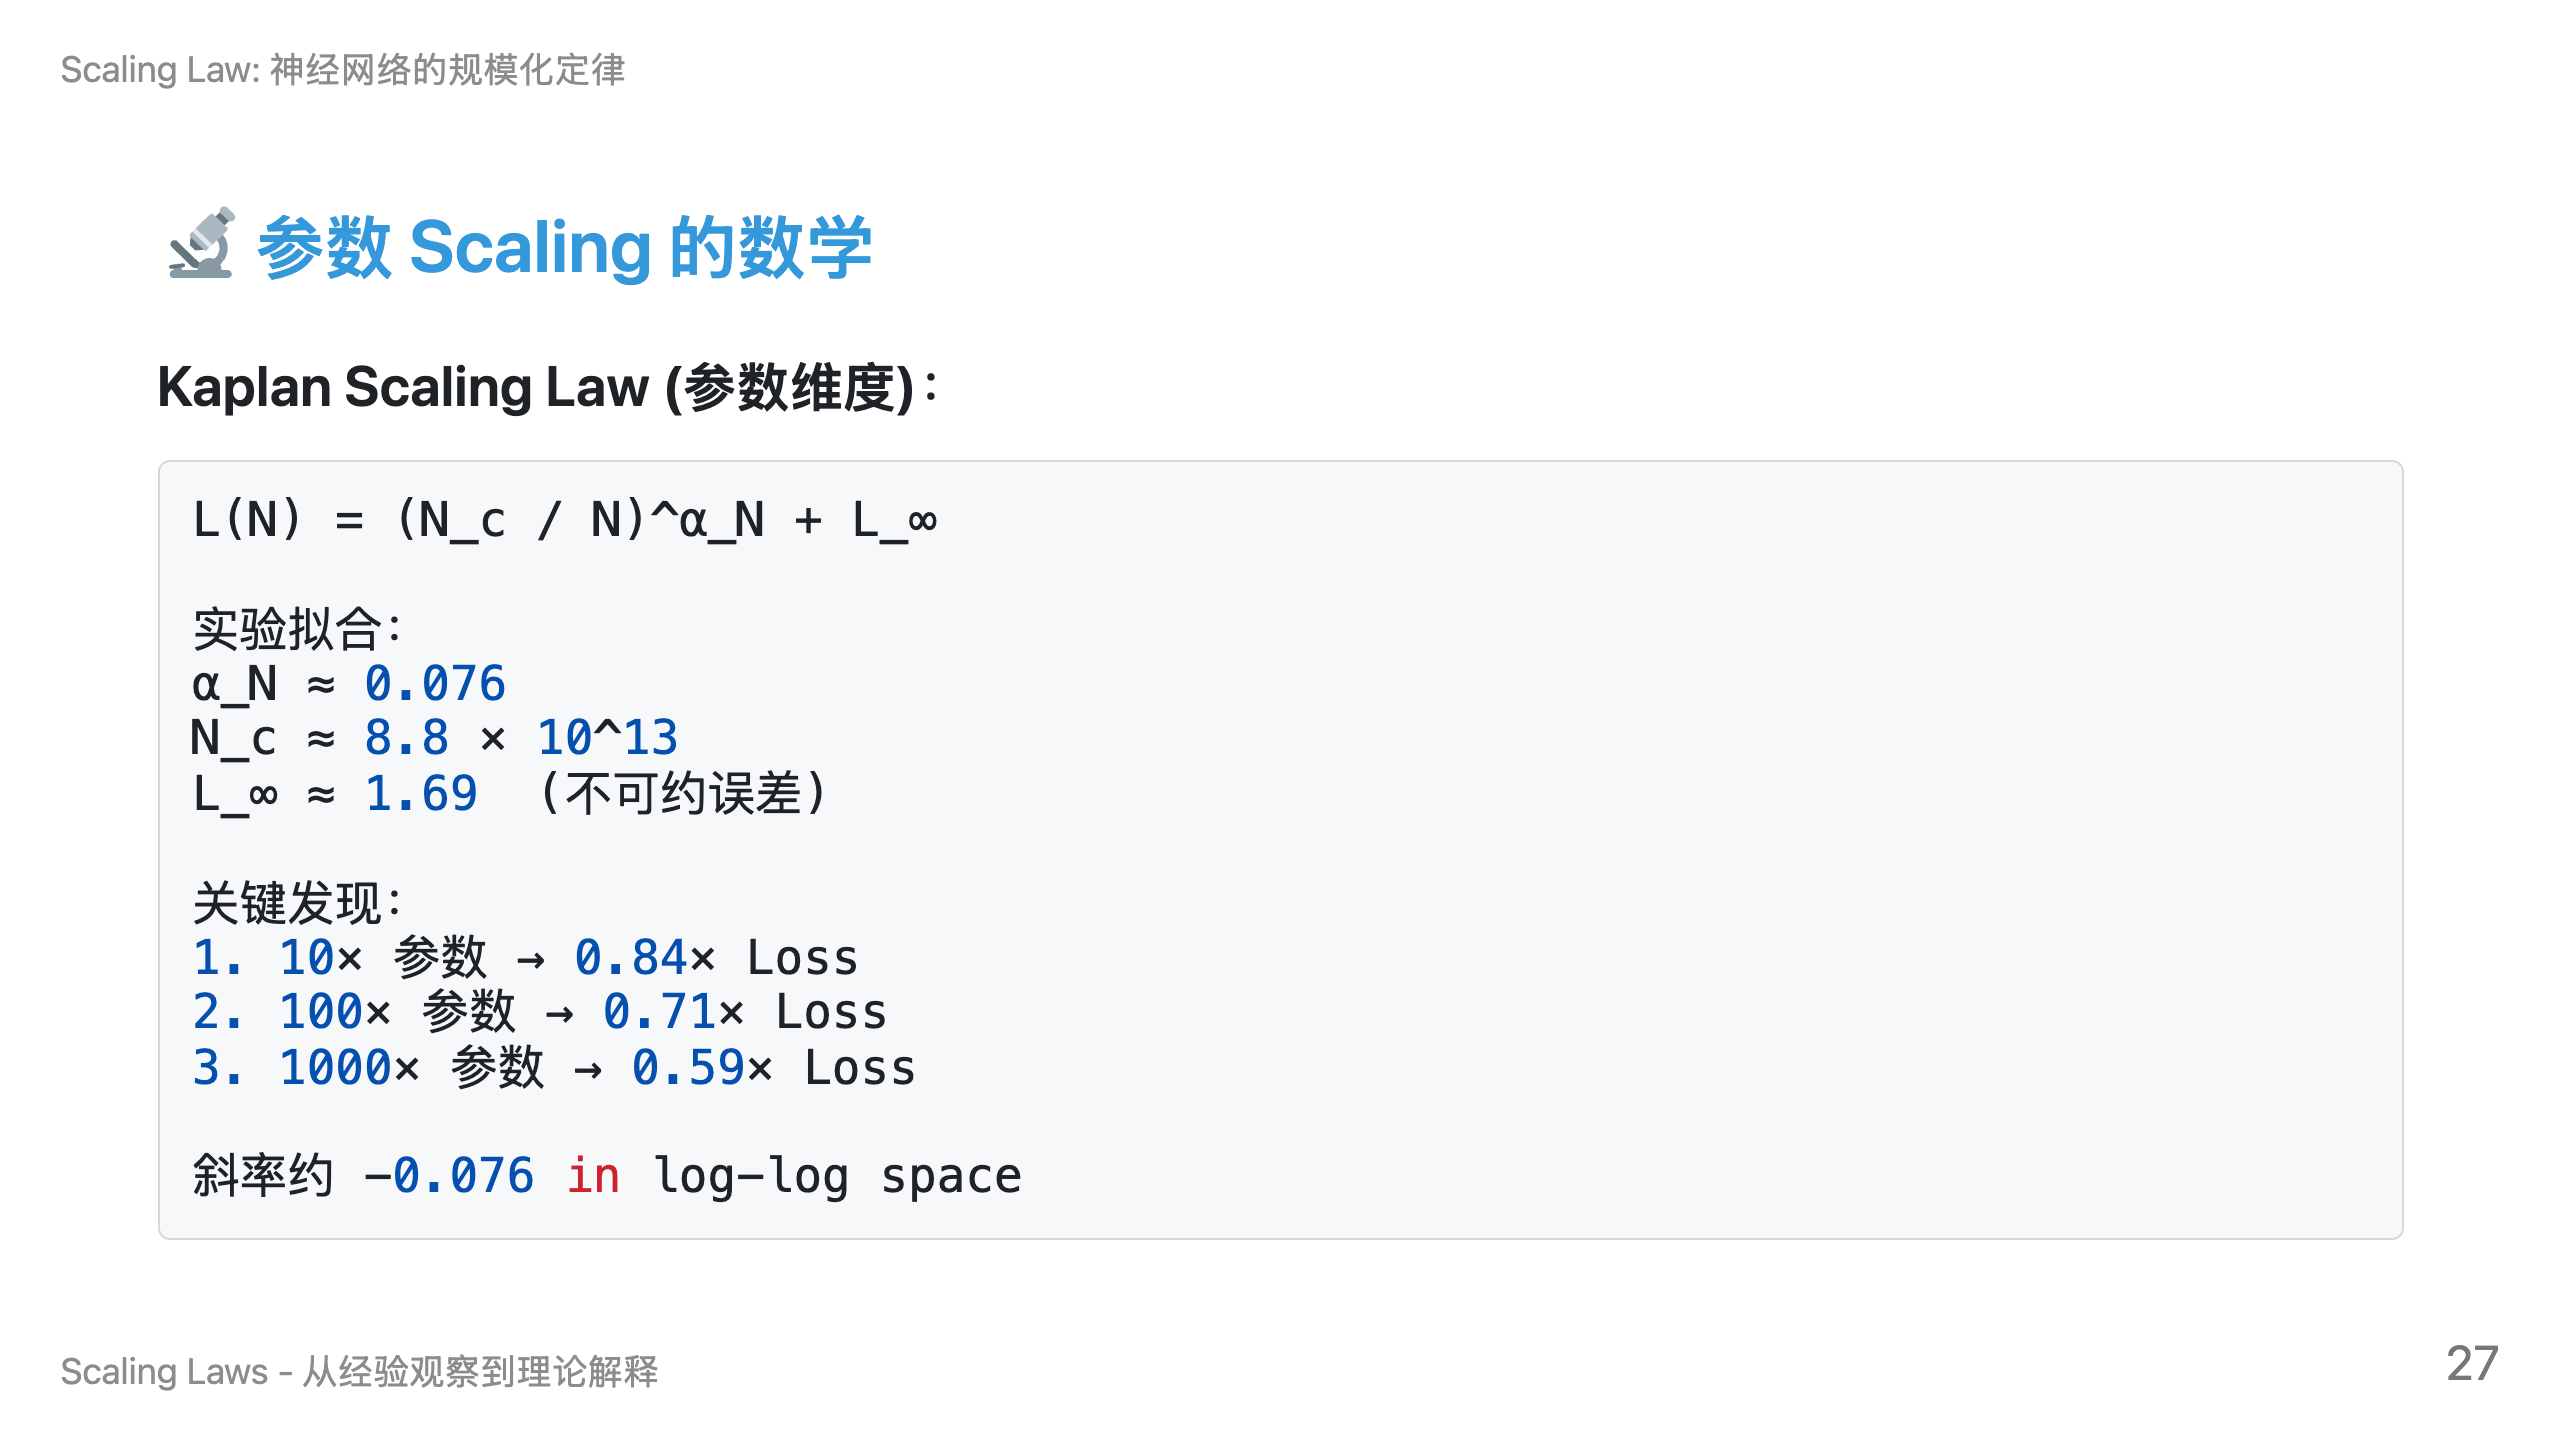 Scaling Law: 神经网络的规模化定律
参数 Scaling 的数学
Kaplan Scaling Law (参数维度)：
L(N) = (N_c / N)^α_N + L_∞
实验拟合：
α_N ≈ 0.076
N_c ≈ 8.8 × 10^13
L_∞ ≈ 1.69  (不可约误差)
关键发现：
1. 10× 参数 → 0.84× Loss
2. 100× 参数 → 0.71× Loss
3. 1000× 参数 → 0.59× Loss
斜率约 -0.076 in log-log space
Scaling Laws - 从经验观察到理论解释
27